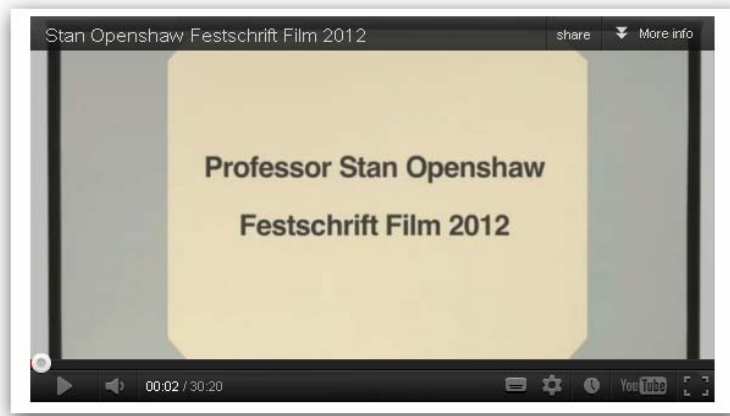 Stan Openshaw Festschrift Film 2012 share More info
Professor Stan Openshaw
Festschrift Film 2012
00:02 / 30:20 YouTube